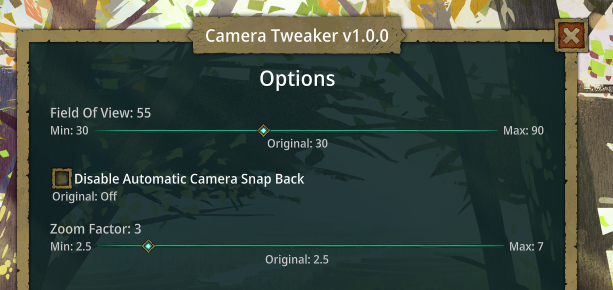 Camera Tweaker v1.0.0
Options
Field Of View: 55
Min: 30
Max: 90
Original: 30
Disable Automatic Camera Snap Back
Original: Off
Zoom Factor: 3
Min: 2.5
Max: 7
Original: 2.5